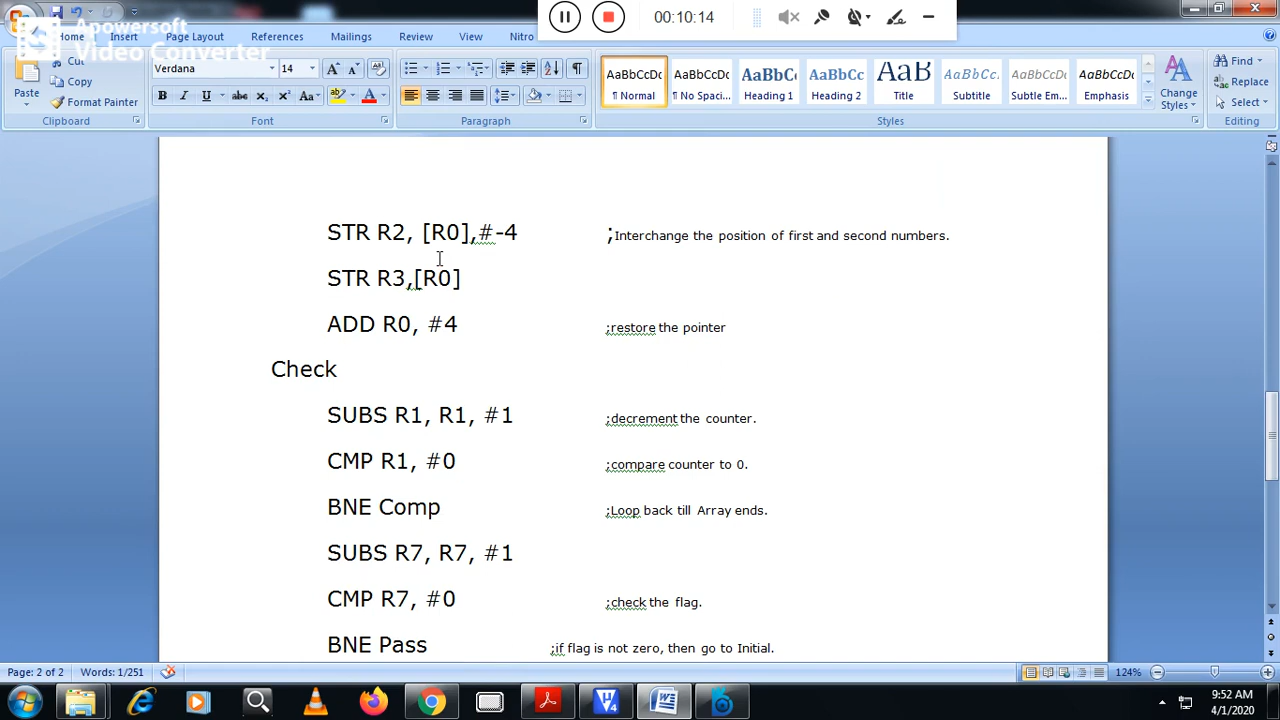 00:10:14
Apowersoft
Video Converter
Home Insert Page Layout References Mailings Review View Nitro
Paste
Cut
Copy
Format Painter
Verdana 14
AaBbCcDc AaBbCcDc AaBbC AaBbCc AaB AaBbCc. AaBbCcDc AaBbCcDc
¶ Normal ¶ No Spaci... Heading 1 Heading 2 Title Subtitle Subtle Em... Emphasis
Change Styles
Find
Replace
Select
Clipboard Font Paragraph Styles Editing
STR R2, [R0],#-4 ;Interchange the position of first and second numbers.
STR R3,[R0]
ADD R0, #4 ;restore the pointer
Check
SUBS R1, R1, #1 ;decrement the counter.
CMP R1, #0 ;compare counter to 0.
BNE Comp ;Loop back till Array ends.
SUBS R7, R7, #1
CMP R7, #0 ;check the flag.
BNE Pass ;if flag is not zero, then go to Initial.
Page: 2 of 2 Words: 1/251 124%
9:52 AM
4/1/2020